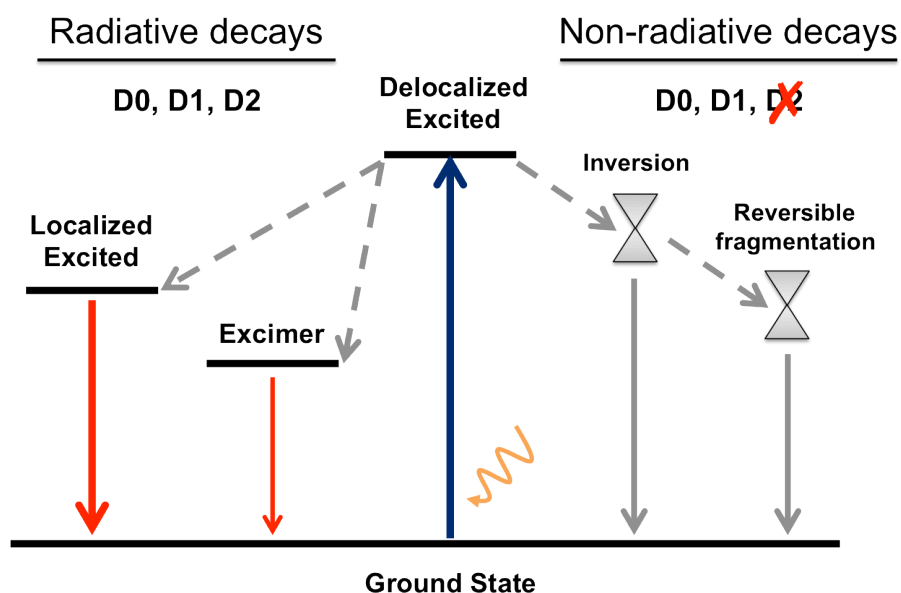 Radiative decays
Non-radiative decays
D0, D1, D2
Delocalized
Excited
D0, D1, D2
Inversion
Localized
Excited
Reversible
fragmentation
Excimer
Ground State